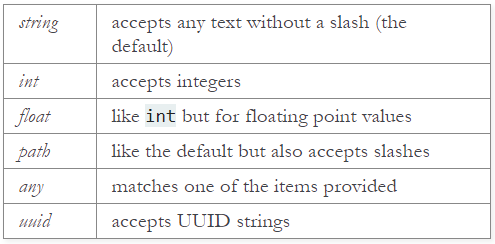 string accepts any text without a slash (the
default)
int accepts integers
float like int but for floating point values
path like the default but also accepts slashes
any matches one of the items provided
uuid accepts UUID strings